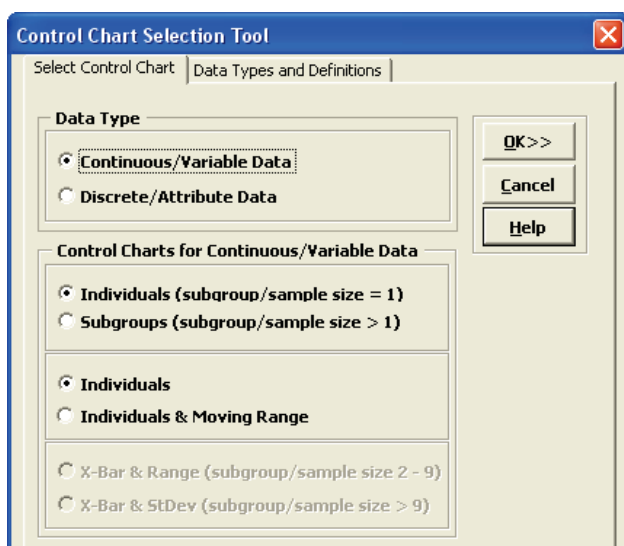 Control Chart Selection Tool
Select Control Chart
Data Types and Definitions
Data Type
Continuous/Variable Data
Discrete/Attribute Data
OK>>
Cancel
Help
Control Charts for Continuous/Variable Data
Individuals (subgroup/sample size = 1)
Subgroups (subgroup/sample size > 1)
Individuals
Individuals & Moving Range
X-Bar & Range (subgroup/sample size 2 - 9)
X-Bar & StDev (subgroup/sample size > 9)